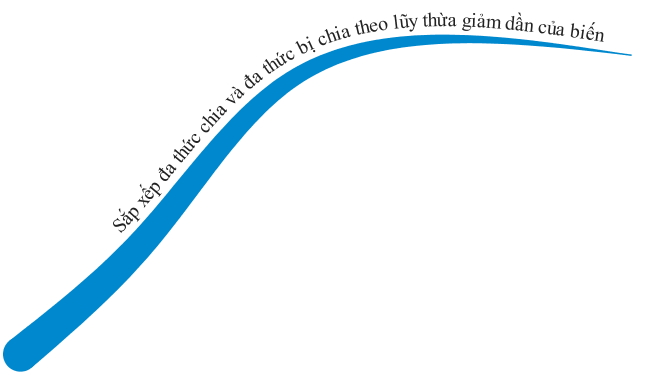 Sắp xếp đa thức chia và đa thức bị chia theo lũy thừa giảm dần của biến